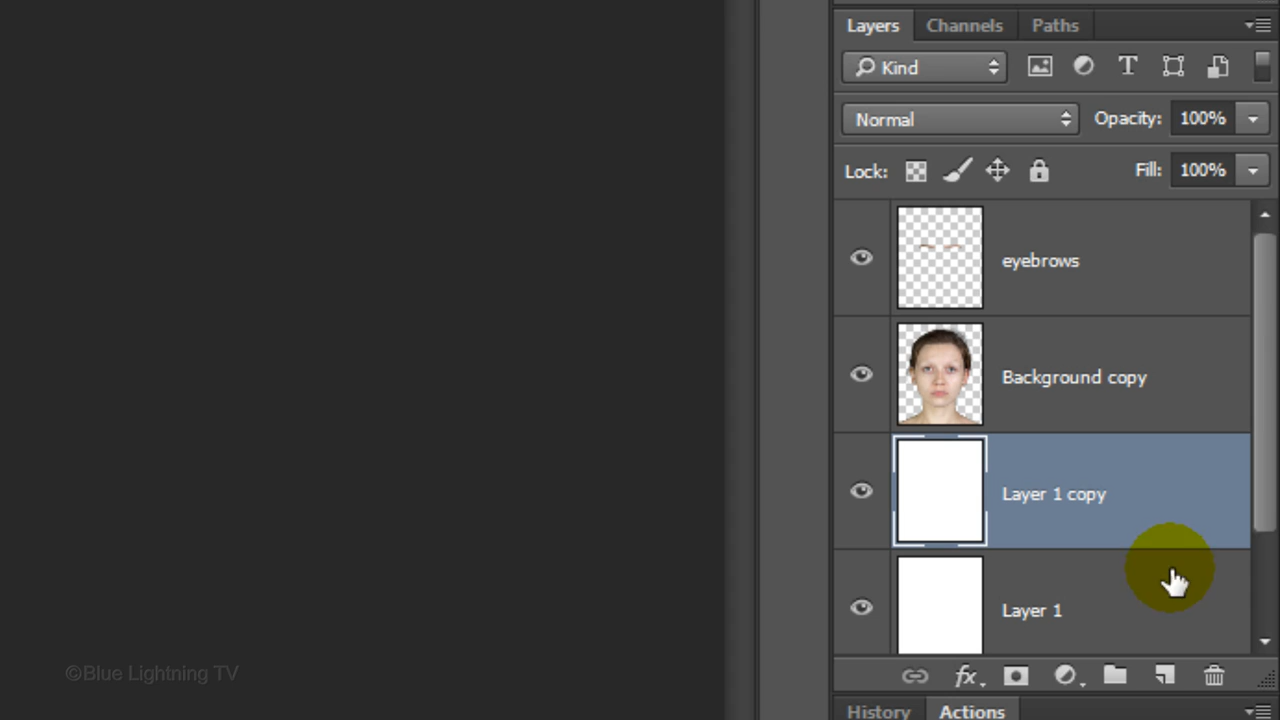 Layers Channels Paths
Kind
Normal Opacity: 100%
Lock: Fill: 100%
eyebrows
Background copy
Layer 1 copy
Layer 1
fx
©Blue Lightning TV
History Actions